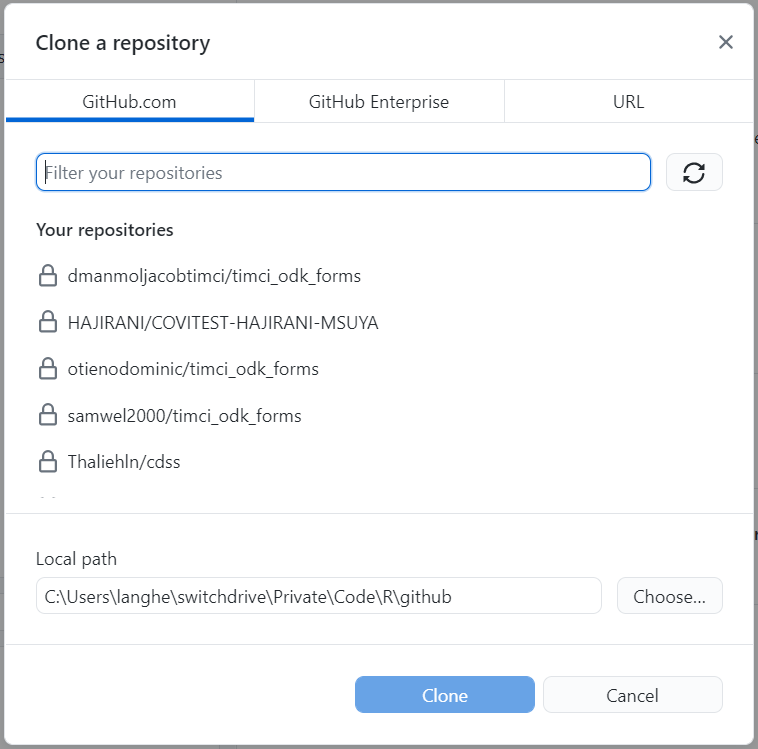 Clone a repository
GitHub.com GitHub Enterprise URL
Filter your repositories
Your repositories
dmanmoljacobtimci/timci_odk_forms
HAJIRANI/COVITEST-HAJIRANI-MSUYA
otienodominic/timci_odk_forms
samwel2000/timci_odk_forms
Thaliehln/cdss
Local path
C:\Users\langhe\switchdrive\Private\Code\R\github Choose...
Clone Cancel